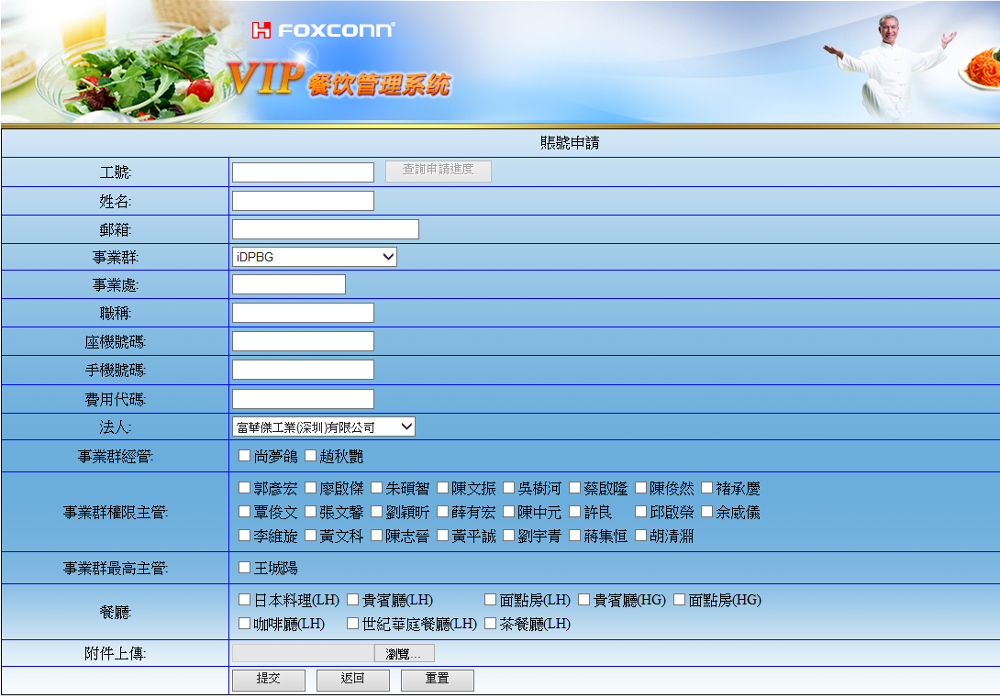 FOXCONN®
VIP 餐饮管理系统
賬號申請
工號: 查詢申請進度
姓名:
郵箱:
事業群: iDPBG
事業處:
職稱:
座機號碼:
手機號碼:
費用代碼:
法人: 富華傑工業(深圳)有限公司
事業群經管: 尚夢鴿 趙秋艷
郭彥宏 廖啟傑 朱碩智 陳文振 吳樹河 蔡啟隆 陳俊然 褚承慶
事業群權限主管: 覃俊文 張文馨 劉穎昕 薛有宏 陳中元 許良 邱啟榮 余威儀
李維旋 黃文科 陳志晉 黃平誠 劉宇青 蔣集恆 胡清淵
事業群最高主管: 王城陽
日本料理(LH) 貴賓廳(LH) 面點房(LH) 貴賓廳(HG) 面點房(HG)
餐廳: 咖啡廳(LH) 世紀華庭餐廳(LH) 茶餐廳(LH)
附件上傳: 瀏覽...
提交 返回 重置